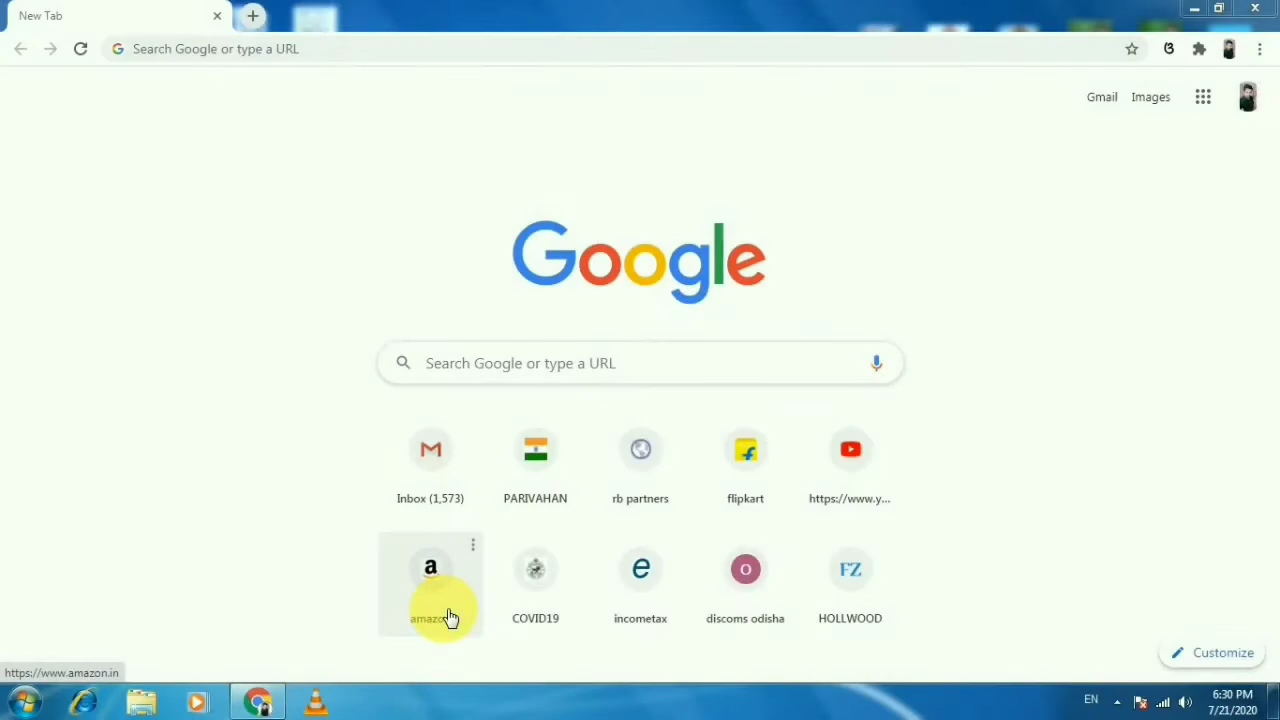 New Tab
Search Google or type a URL
Gmail Images
Google
Search Google or type a URL
Inbox (1,573) PARIVAHAN rb partners flipkart https://www.y...
a e O FZ
COVID19 incometax discoms odisha HOLLWOOD
Customize
https://www.amazon.in
EN 6:30 PM
7/21/2020